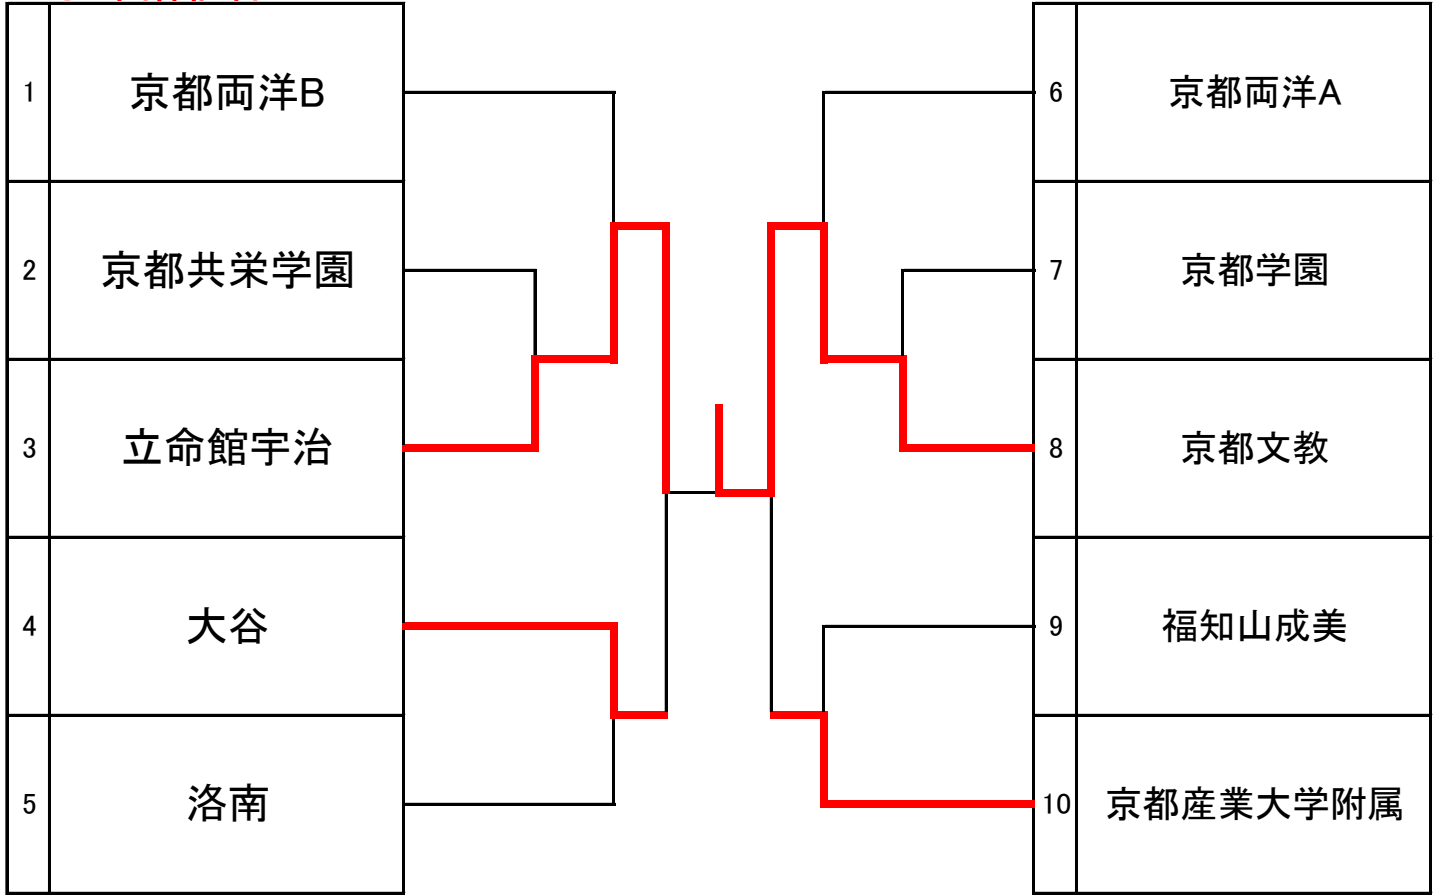 1 京都両洋B
2 京都共栄学園
3 立命館宇治
4 大谷
5 洛南
6 京都両洋A
7 京都学園
8 京都文教
9 福知山成美
10 京都産業大学附属